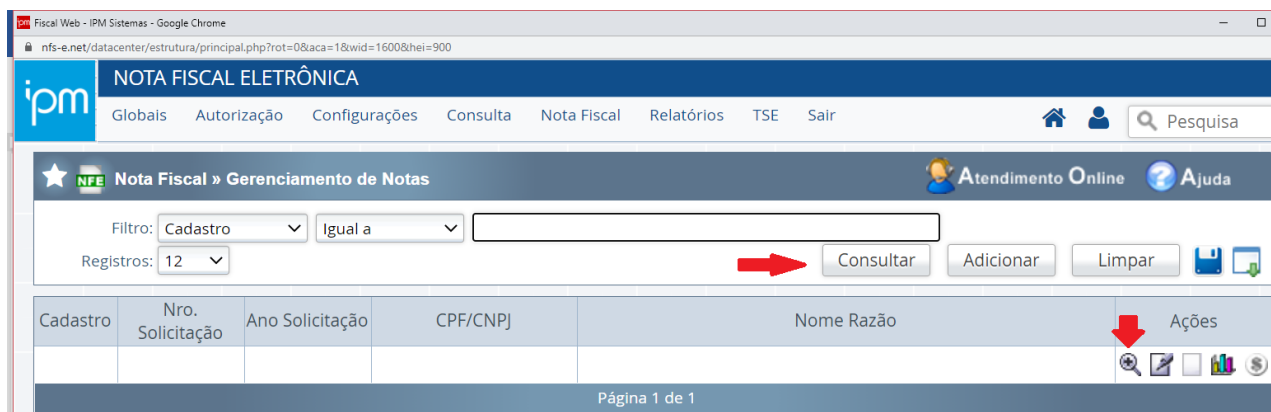 Fiscal Web - IPM Sistemas - Google Chrome
nfs-e.net/datacenter/estrutura/principal.php?rot=0&aca=1&wid=1600&hei=900
ipm
NOTA FISCAL ELETRÔNICA
Globais Autorização Configurações Consulta Nota Fiscal Relatórios TSE Sair Pesquisa
NFE Nota Fiscal » Gerenciamento de Notas Atendimento Online ? Ajuda
Filtro: Cadastro Igual a
Registros: 12 Consultar Adicionar Limpar
Cadastro Nro. Solicitação Ano Solicitação CPF/CNPJ Nome Razão Ações
$
Página 1 de 1